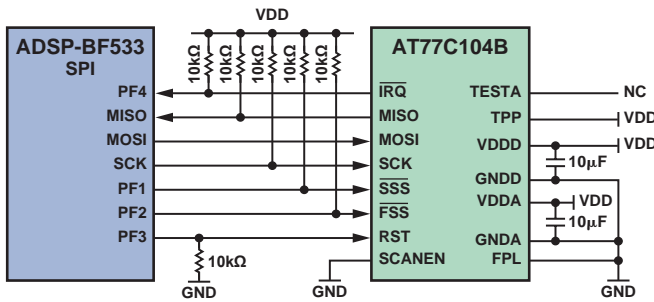 VDD
ADSP-BF533
SPI
AT77C104B
10kΩ
10kΩ
10kΩ
10kΩ
10kΩ
PF4
MISO
MOSI
SCK
PF1
PF2
PF3
IRQ
MISO
MOSI
SCK
SSS
FSS
RST
SCANEN
TESTA
TPP
VDDD
GNDD
VDDA
GNDA
FPL
NC
VDD
VDD
10µF
VDD
10µF
10kΩ
GND
GND
GND